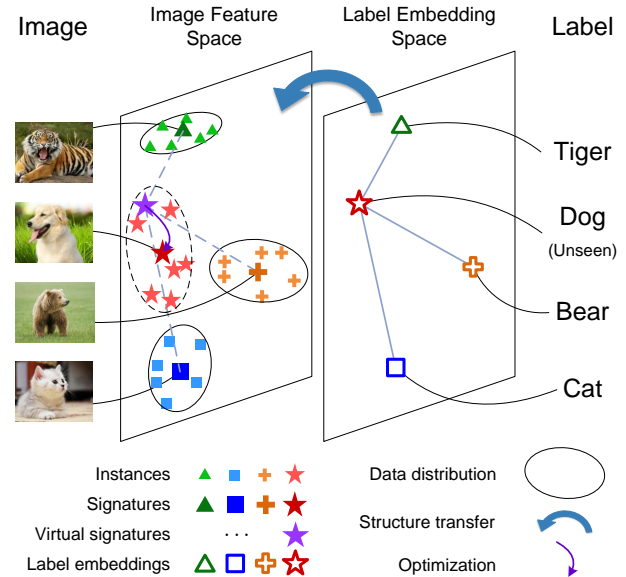 Image
Image Feature
Space
Label Embedding
Space
Label
Tiger
Dog
(Unseen)
Bear
Cat
Instances
Signatures
Virtual signatures
...
Label embeddings
Data distribution
Structure transfer
Optimization